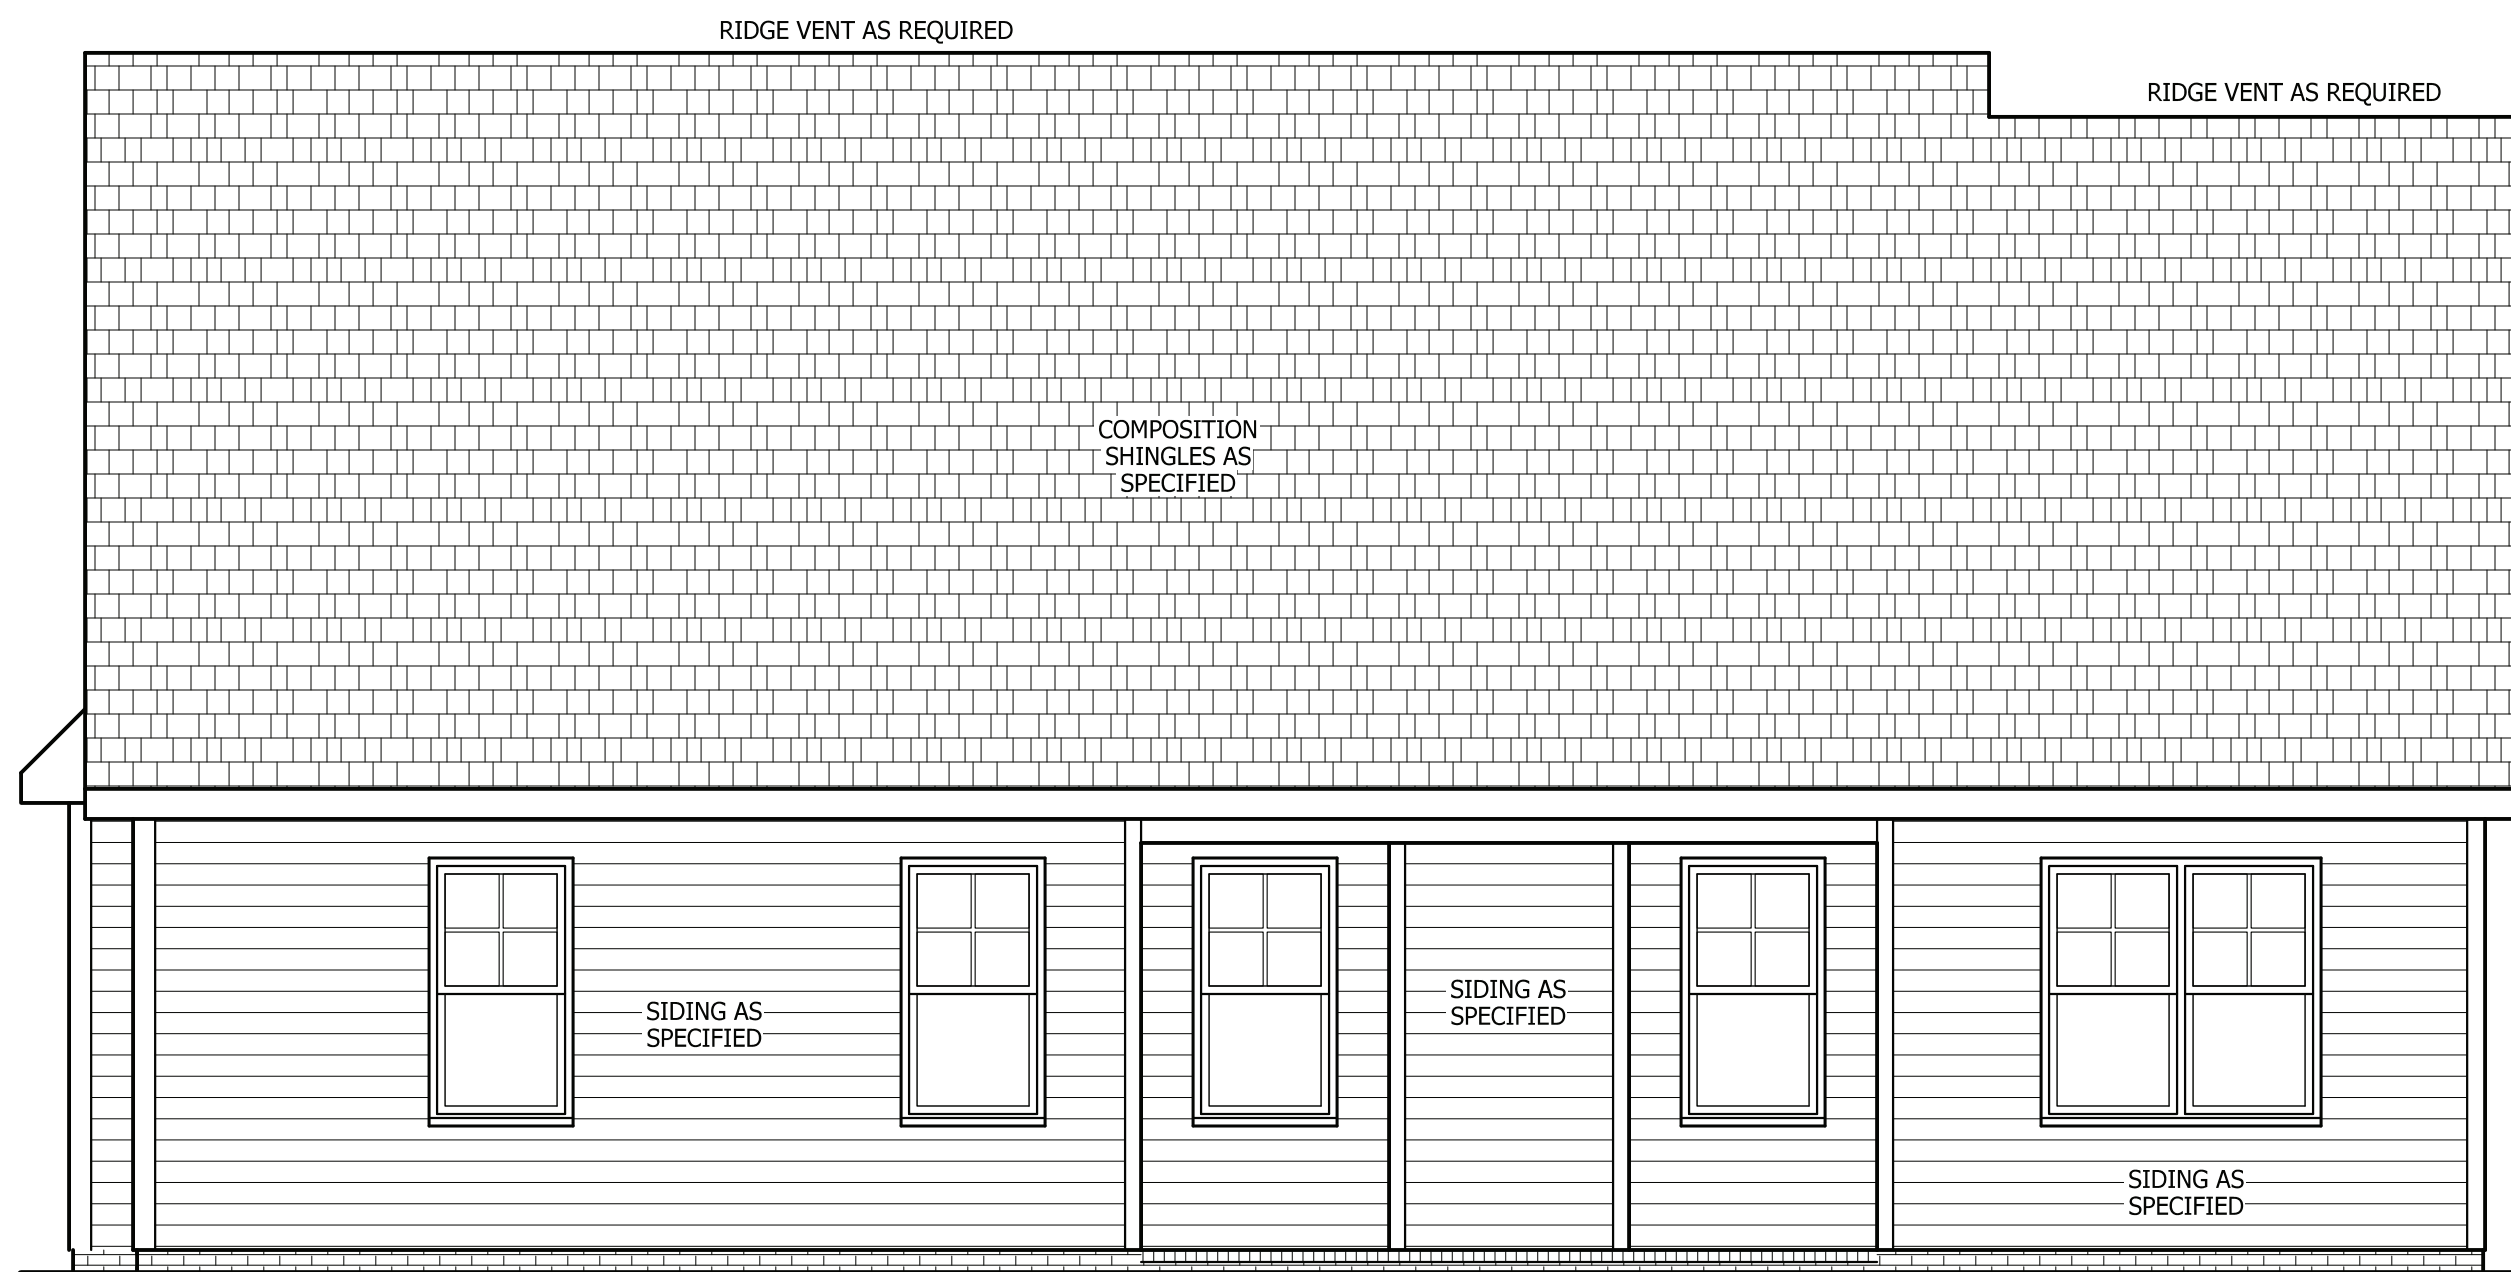 RIDGE VENT AS REQUIRED
RIDGE VENT AS REQUIRED
COMPOSITION
SHINGLES AS
SPECIFIED
SIDING AS
SPECIFIED
SIDING AS
SPECIFIED
SIDING AS
SPECIFIED